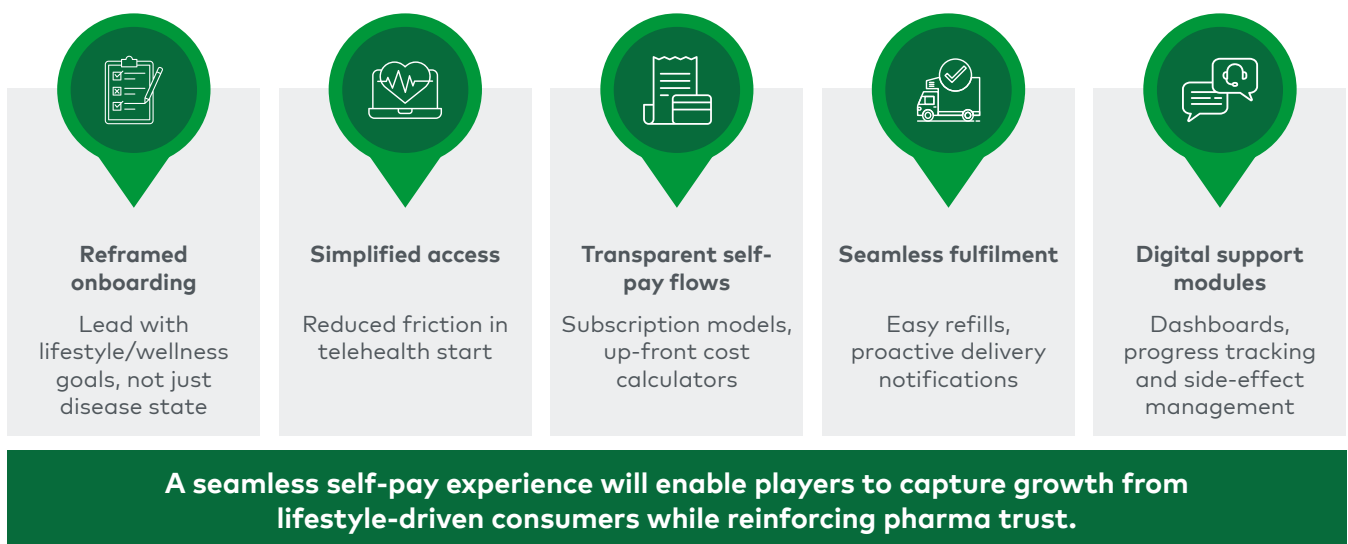 Reframed
onboarding
Lead with
lifestyle/wellness
goals, not just
disease state
Simplified access
Reduced friction in
telehealth start
Transparent self-
pay flows
Subscription models,
up-front cost
calculators
Seamless fulfilment
Easy refills,
proactive delivery
notifications
Digital support
modules
Dashboards,
progress tracking
and side-effect
management
A seamless self-pay experience will enable players to capture growth from
lifestyle-driven consumers while reinforcing pharma trust.